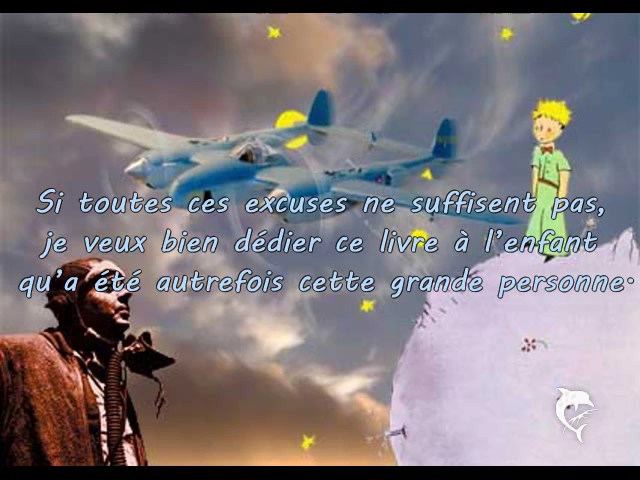 Si toutes ces excuses ne suffisent pas,
je veux bien dédier ce livre à l'enfant
qu'a été autrefois cette grande personne.